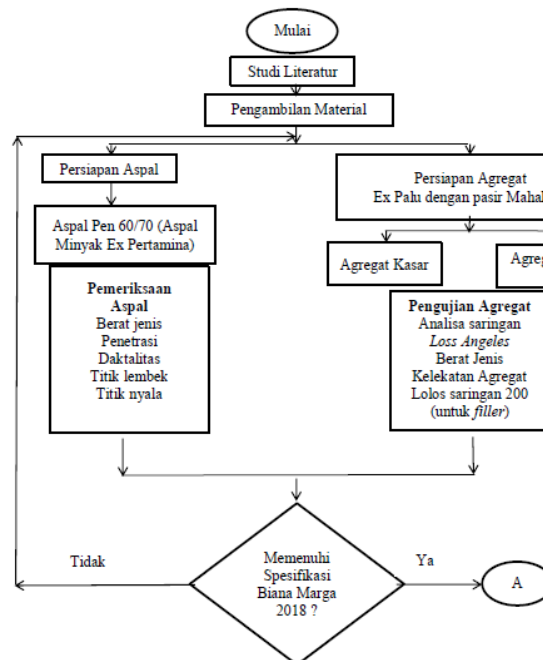 Mulai
Studi Literatur
Pengambilan Material
Persiapan Aspal
Aspal Pen 60/70 (Aspal
Minyak Ex Pertamina)
Pemeriksaan
Aspal
Berat jenis
Penetrasi
Daktalitas
Titik lembek
Titik nyala
Persiapan Agregat
Ex Palu dengan pasir
Agregat Kasar
Pengujian Agregat
Analisa saringan
Loss Angeles
Berat Jenis
Kelekatan Agregat
Lolos saringan 200
(untuk filler)
Memenuhi
Spesifikasi
Biana Marga
2018 ?
Tidak
Ya
A